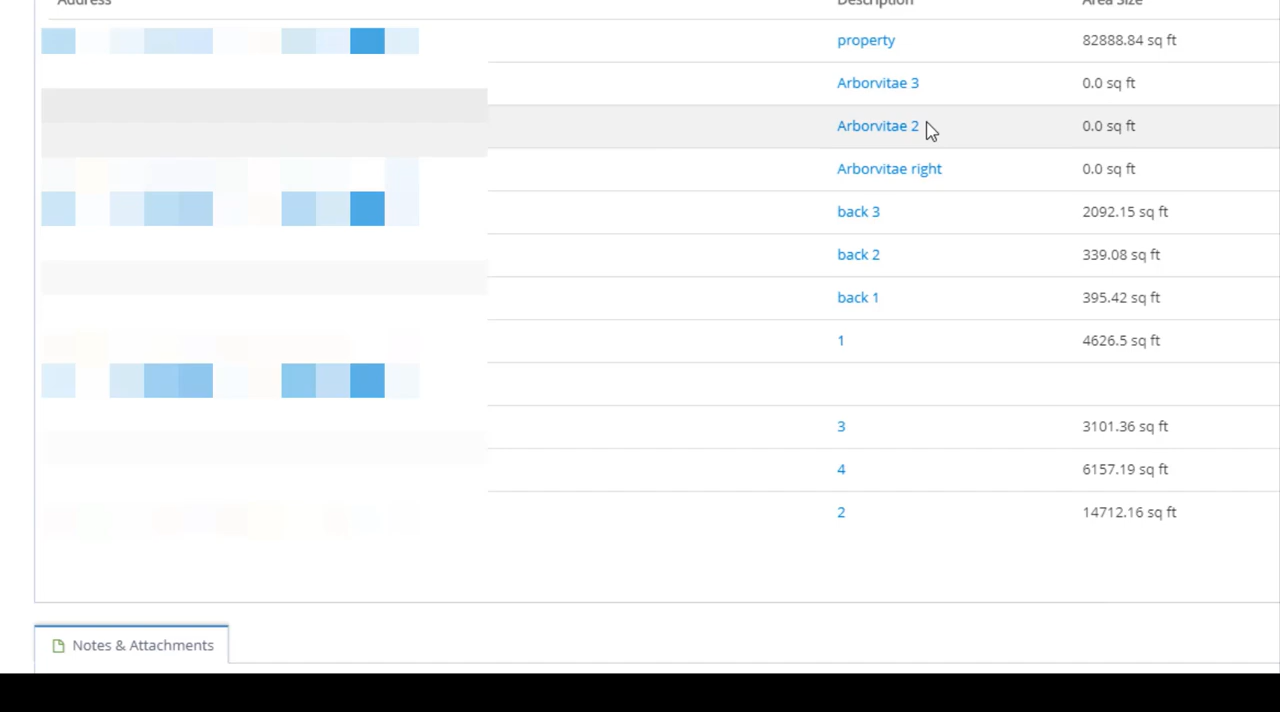 Address Description Area Size
property 82888.84 sq ft
Arborvitae 3 0.0 sq ft
Arborvitae 2 0.0 sq ft
Arborvitae right 0.0 sq ft
back 3 2092.15 sq ft
back 2 339.08 sq ft
back 1 395.42 sq ft
1 4626.5 sq ft
3 3101.36 sq ft
4 6157.19 sq ft
2 14712.16 sq ft
Notes & Attachments